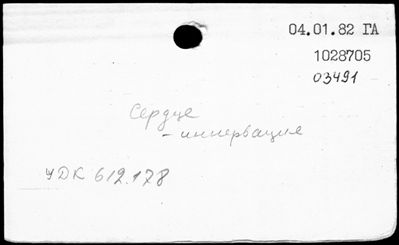 04.01.82 ГА
1028705
03491
Сердце
- иннервация
УДК 612.178